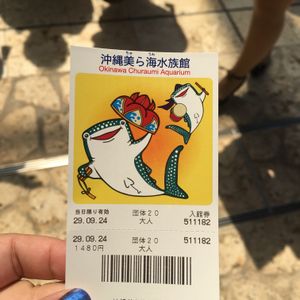 沖縄美ら海水族館
Okinawa Churaumi Aquarium
当日限り有効 団体20 入館券
29.09.24 大人 511182
29.09.24 団体20 511182
1480円 大人